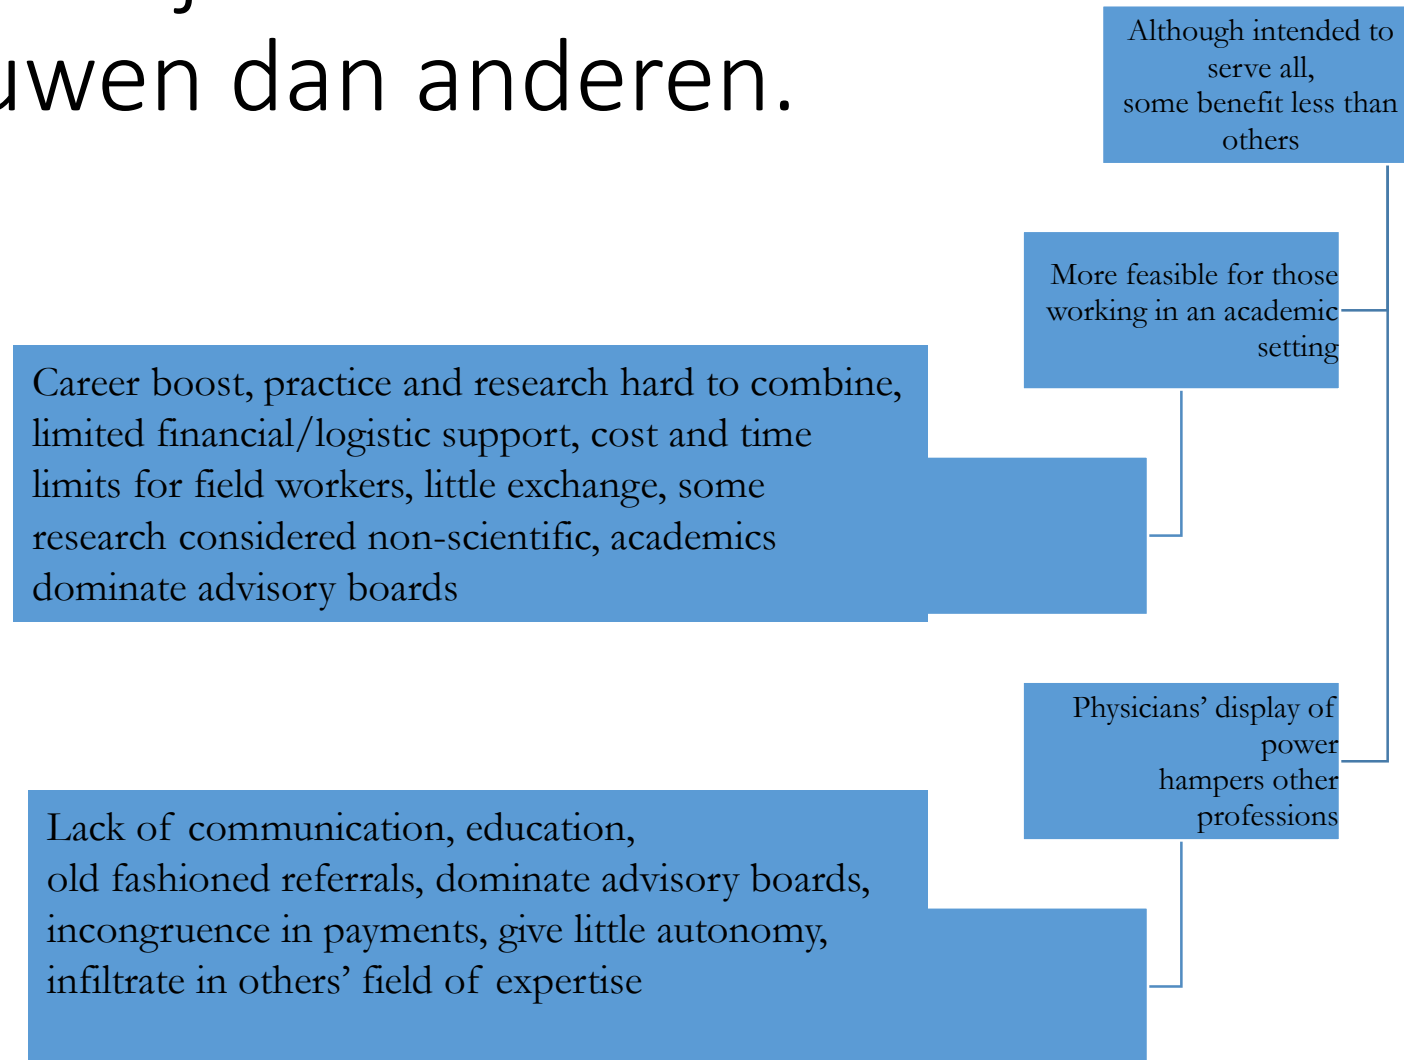 dan anderen.
Although intended to
serve all,
some benefit less than
others
More feasible for those
working in an academic
setting
Career boost, practice and research hard to combine,
limited financial/logistic support, cost and time
limits for field workers, little exchange, some
research considered non-scientific, academics
dominate advisory boards
Physicians’ display of
power
hampers other
professions
Lack of communication, education,
old fashioned referrals, dominate advisory boards,
incongruence in payments, give little autonomy,
infiltrate in others’ field of expertise